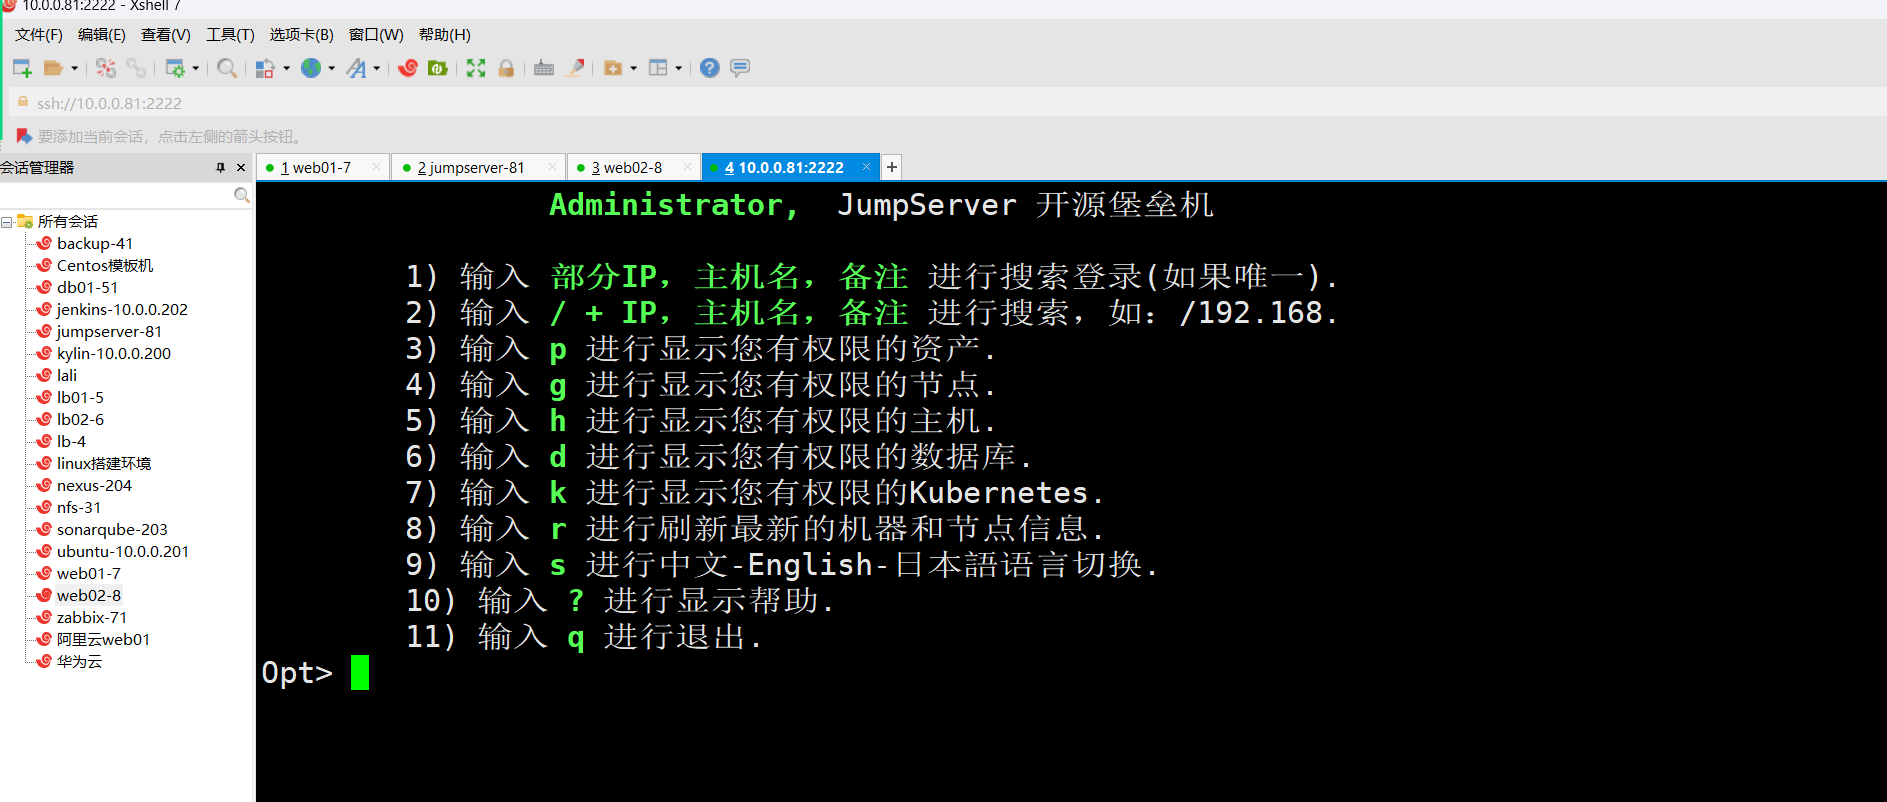 10.0.0.81:2222 - Xshell 7
文件(F) 编辑(E) 查看(V) 工具(T) 选项卡(B) 窗口(W) 帮助(H)
ssh://10.0.0.81:2222
要添加当前会话，点击左侧的箭头按钮。
会话管理器
1 web01-7 2 jumpserver-81 3 web02-8 4 10.0.0.81:2222
所有会话
backup-41
Centos模板机
db01-51
jenkins-10.0.0.202
jumpserver-81
kylin-10.0.0.200
lali
lb01-5
lb02-6
lb-4
linux搭建环境
nexus-204
nfs-31
sonarqube-203
ubuntu-10.0.0.201
web01-7
web02-8
zabbix-71
阿里云web01
华为云
Administrator, JumpServer 开源堡垒机
1) 输入 部分IP，主机名，备注 进行搜索登录(如果唯一).
2) 输入 / + IP，主机名，备注 进行搜索，如：/192.168.
3) 输入 p 进行显示您有权限的资产.
4) 输入 g 进行显示您有权限的节点.
5) 输入 h 进行显示您有权限的主机.
6) 输入 d 进行显示您有权限的数据库.
7) 输入 k 进行显示您有权限的Kubernetes.
8) 输入 r 进行刷新最新的机器和节点信息.
9) 输入 s 进行中文-English-日本語语言切换.
10) 输入 ? 进行显示帮助.
11) 输入 q 进行退出.
Opt>